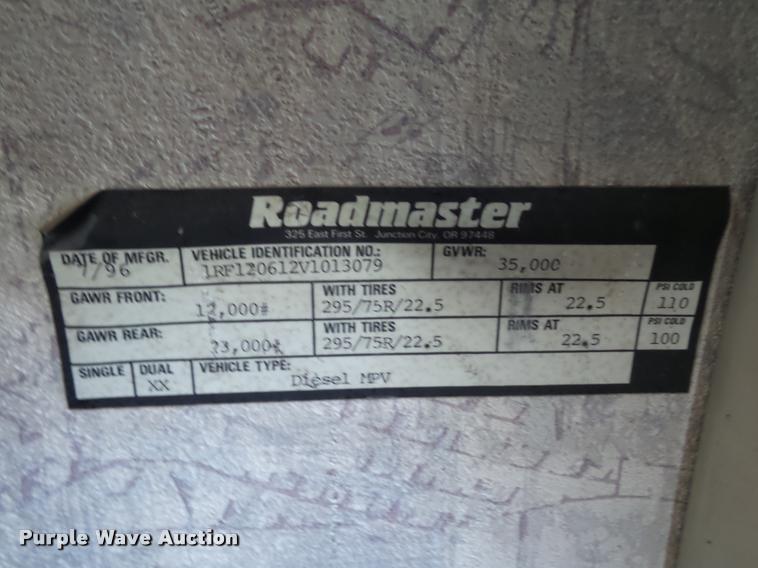 Roadmaster
325 East First St. Junction City, OR 97448
DATE OF MFGR. VEHICLE IDENTIFICATION NO.: GVWR:
7/96 1RF120612V1013079 35,000
GAWR FRONT: WITH TIRES RIMS AT PSI COLD
12,000# 295/75R/22.5 22.5 110
GAWR REAR: WITH TIRES RIMS AT PSI COLD
23,000# 295/75R/22.5 22.5 100
SINGLE DUAL VEHICLE TYPE:
XX Diesel MPV
Purple Wave Auction